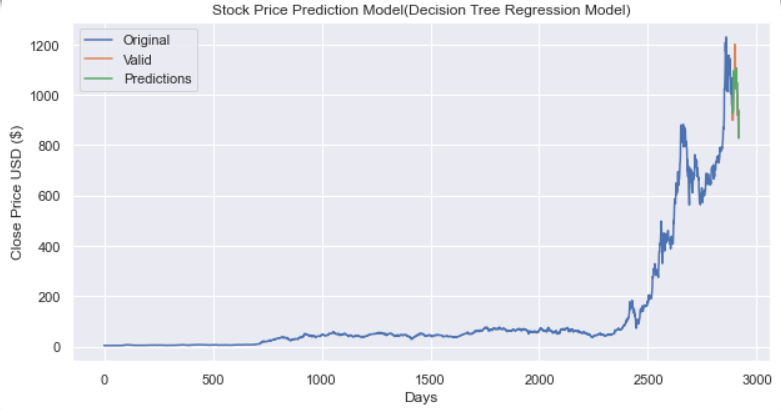 Stock Price Prediction Model(Decision Tree Regression Model)
Original
Valid
Predictions
Close Price USD ($)
1200
1000
800
600
400
200
0
0 500 1000 1500 2000 2500 3000
Days